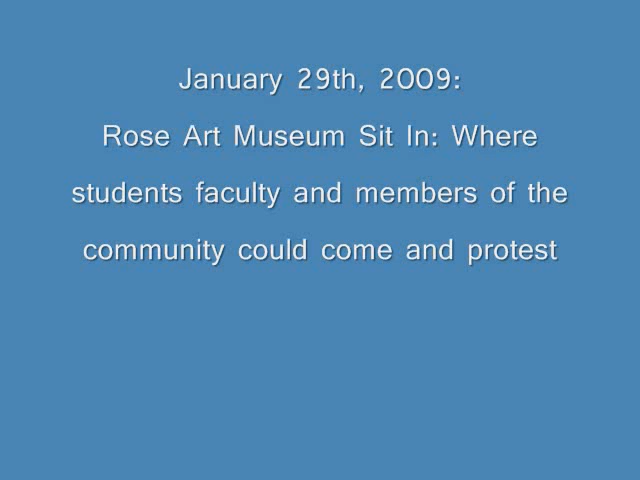 January 29th, 2009:
Rose Art Museum Sit In: Where
students faculty and members of the
community could come and protest